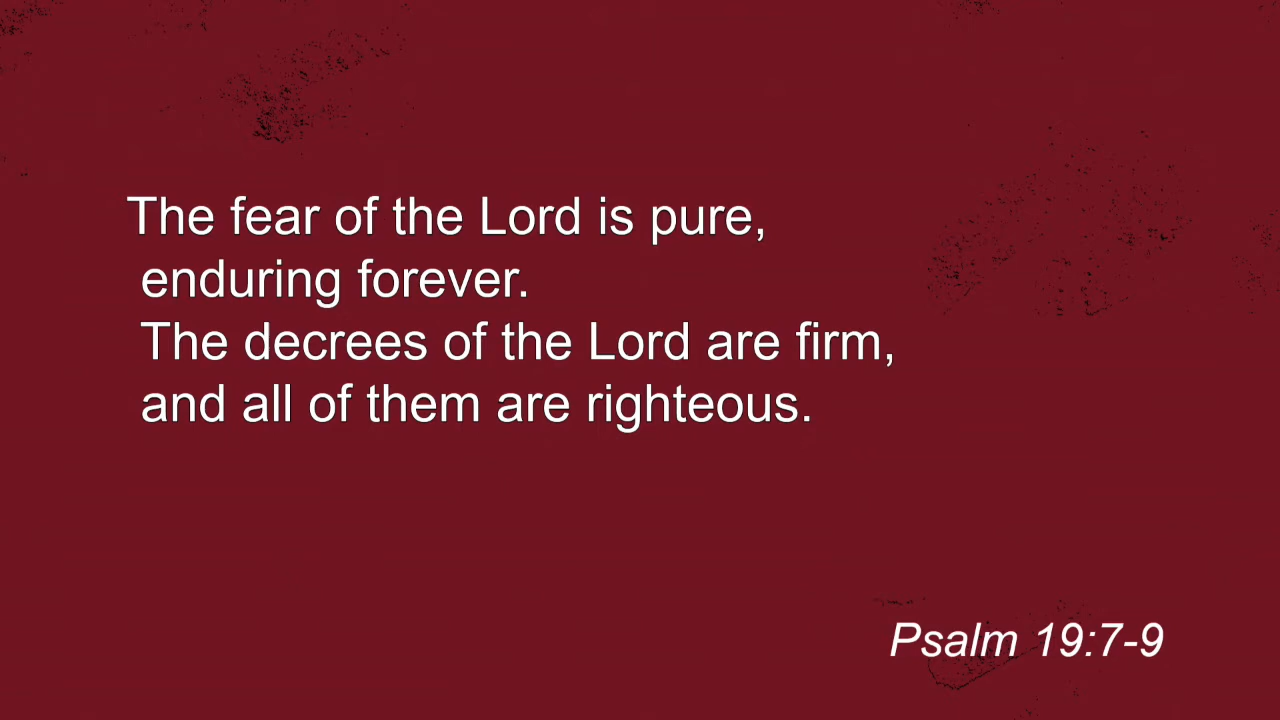 The fear of the Lord is pure,
enduring forever.
The decrees of the Lord are firm,
and all of them are righteous.
Psalm 19:7-9